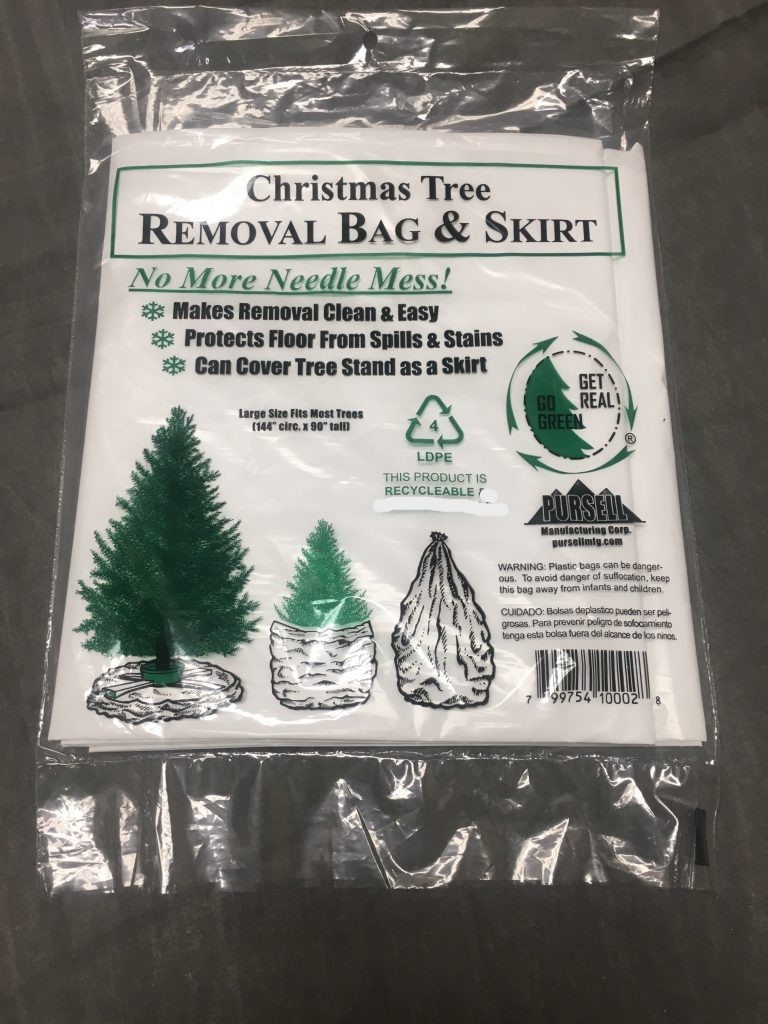 Christmas Tree
REMOVAL BAG & SKIRT
No More Needle Mess!
Makes Removal Clean & Easy
Protects Floor From Spills & Stains
Can Cover Tree Stand as a Skirt
Large Size Fits Most Trees
(144" circ. x 90" tall)
4
LDPE
THIS PRODUCT IS
RECYCLEABLE
GET
REAL
GO
GREEN
®
PURSELL
Manufacturing Corp.
pursellmfg.com
WARNING: Plastic bags can be danger-
ous. To avoid danger of suffocation, keep
this bag away from infants and children.
CUIDADO: Bolsas deplastico pueden ser peli-
grosas. Para prevenir peligro de sofocamiento
tenga esta bolsa fuera del alcance de los ninos.
7 99754 10002 8